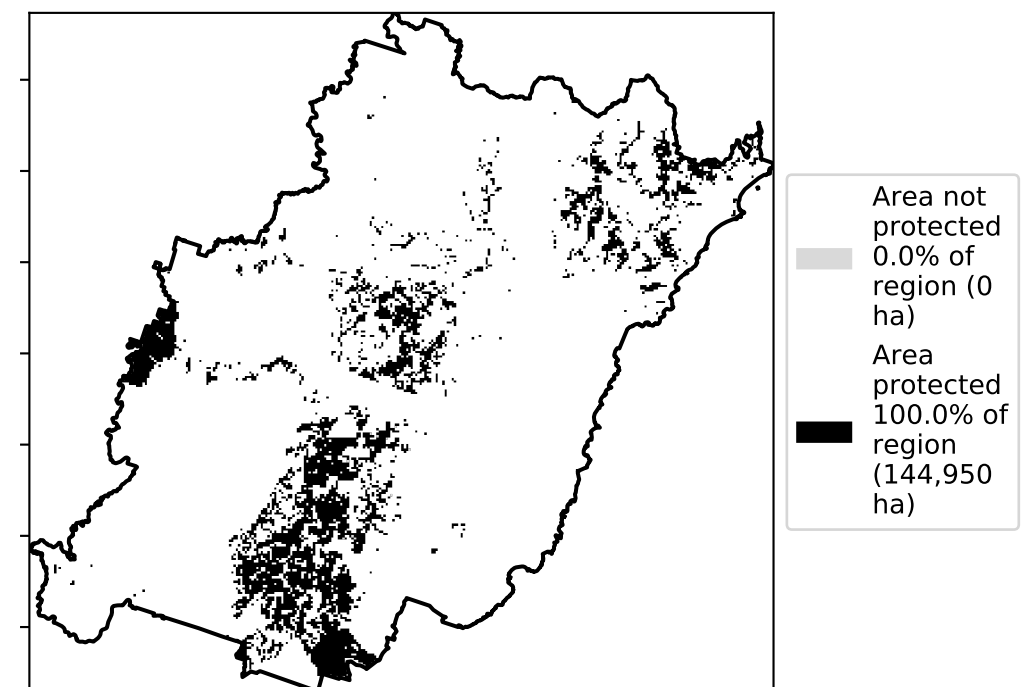 Area not
protected
0.0% of
region (0
ha)
Area
protected
100.0% of
region
(144,950
ha)